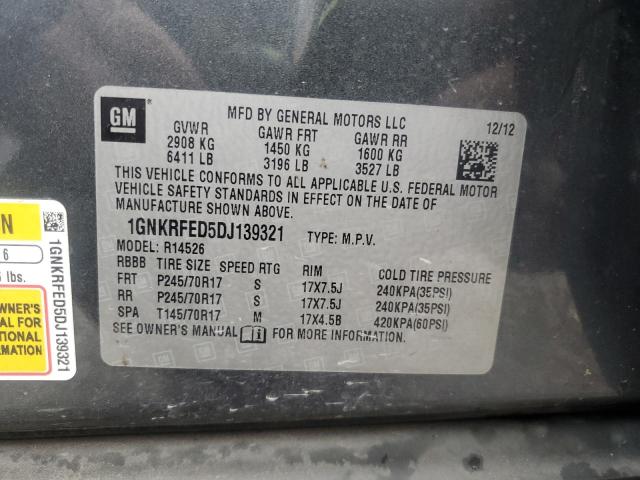 GM
MFD BY GENERAL MOTORS LLC
12/12
GVWR GAWR FRT GAWR RR
2908 KG 1450 KG 1600 KG
6411 LB 3196 LB 3527 LB
THIS VEHICLE CONFORMS TO ALL APPLICABLE U.S. FEDERAL MOTOR
VEHICLE SAFETY STANDARDS IN EFFECT ON THE DATE OF
MANUFACTURE SHOWN ABOVE.
1GNKRFED5DJ139321 TYPE: M.P.V.
MODEL: R14526
RBBB TIRE SIZE SPEED RTG RIM COLD TIRE PRESSURE
FRT P245/70R17 S 17X7.5J 240KPA(35PSI)
RR P245/70R17 S 17X7.5J 240KPA(35PSI)
SPA T145/70R17 M 17X4.5B 420KPA(60PSI)
SEE OWNER'S MANUAL FOR MORE INFORMATION
N
6
lbs.
OWNER'S
L FOR
TIONAL
MATION
1GNKRFED5DJ139321